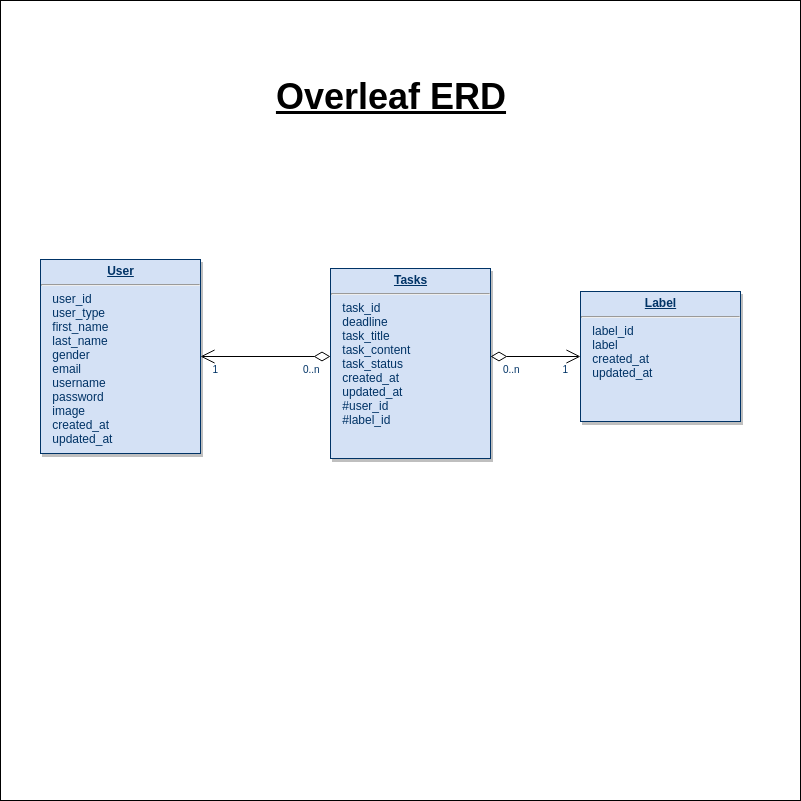 Overleaf ERD
User
user_id
user_type
first_name
last_name
gender
email
username
password
image
created_at
updated_at
1
0..n
Tasks
task_id
deadline
task_title
task_content
task_status
created_at
updated_at
#user_id
#label_id
0..n
1
Label
label_id
label
created_at
updated_at